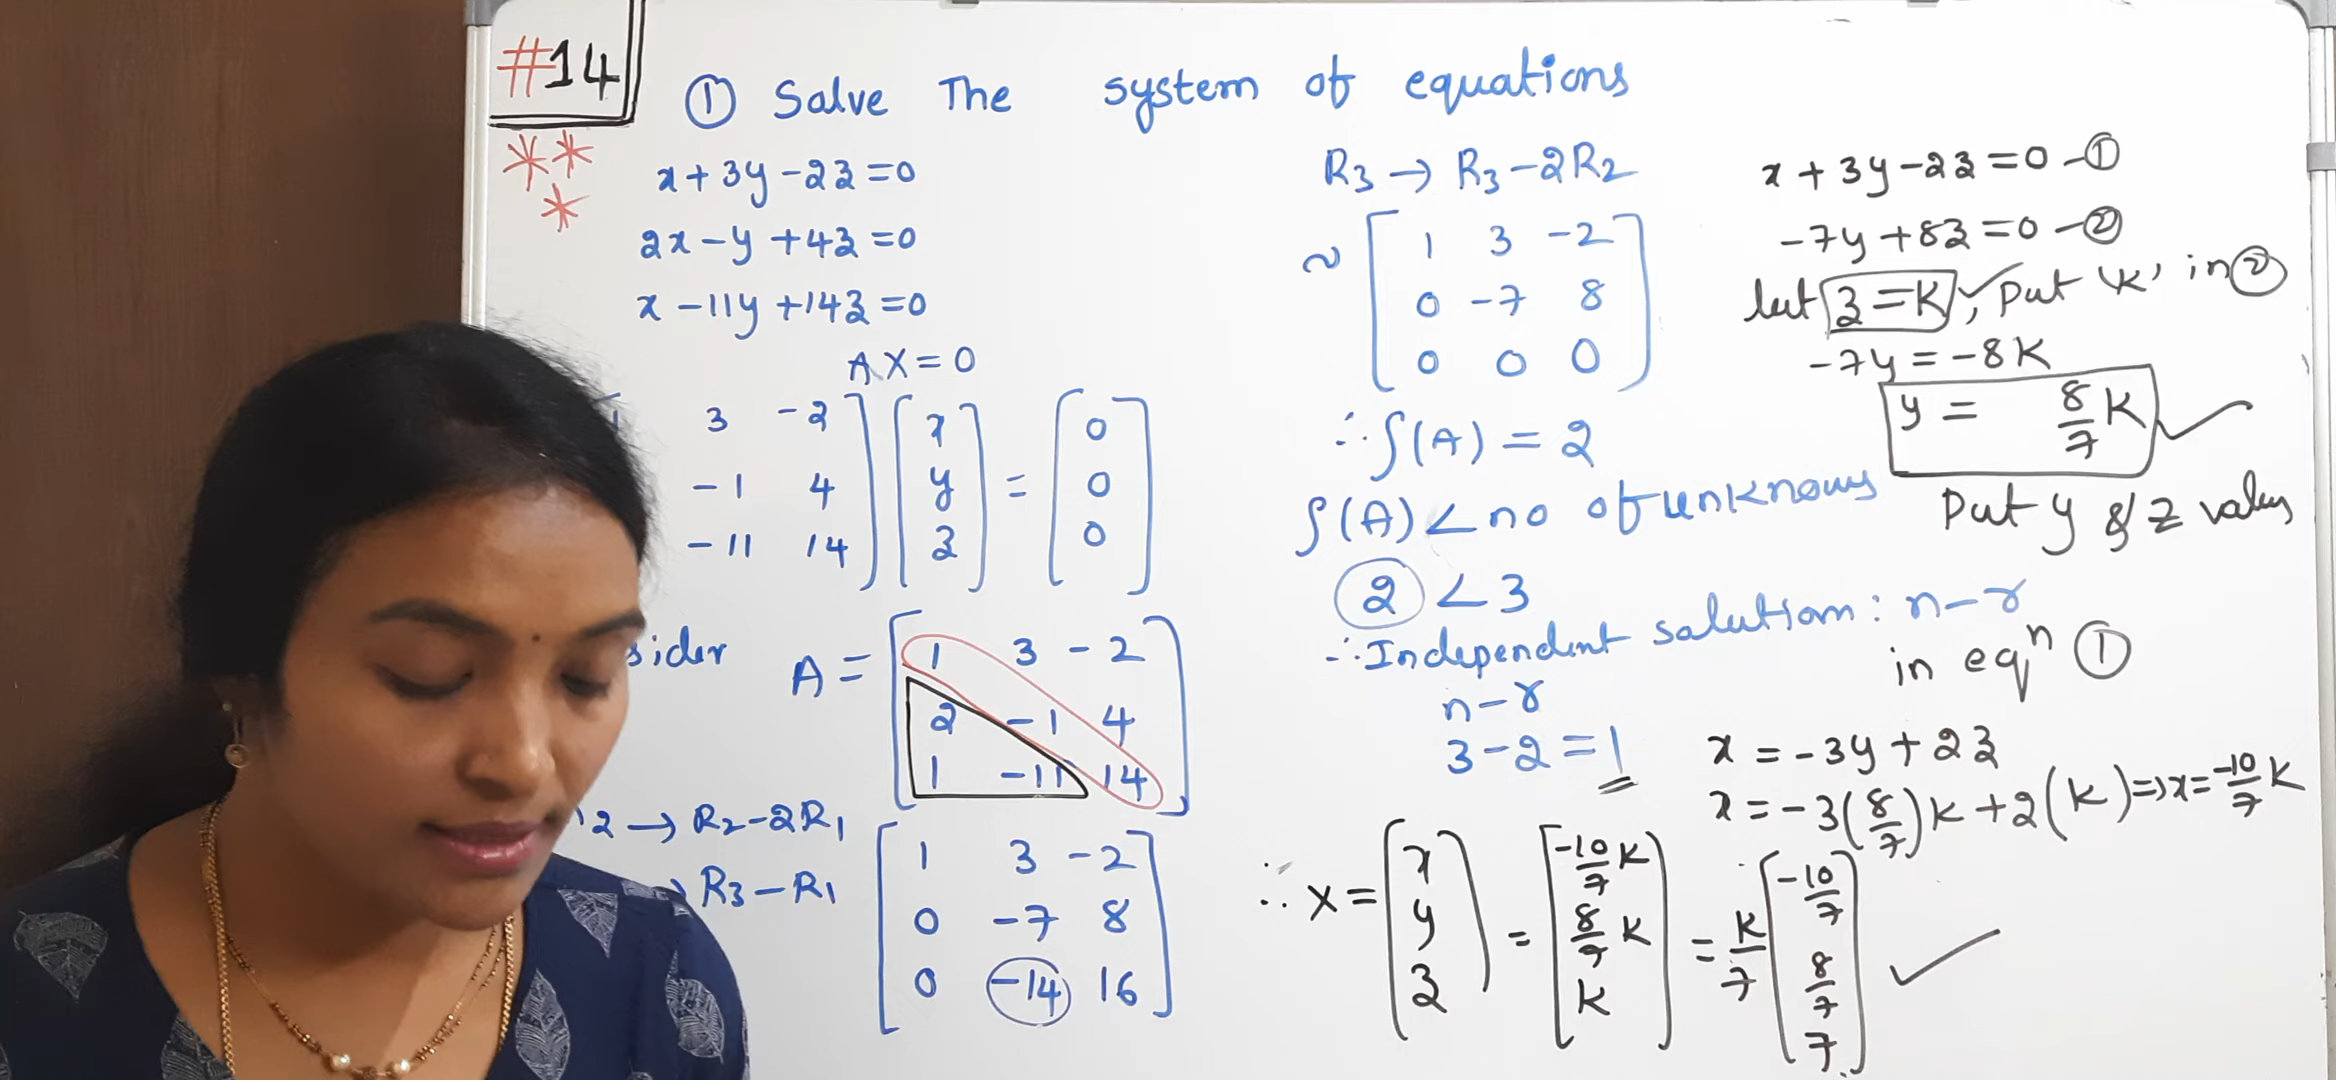 #14
① Solve The system of equations
x + 3y - 2z = 0
2x - y + 4z = 0
x - 11y + 14z = 0
AX = 0
3 -2
-1 4
-11 14
x
y
z
=
0
0
0
sider A =
1 3 -2
2 -1 4
1 -11 14
2 → R2 - 2R1
→ R3 - R1
1 3 -2
0 -7 8
0 -14 16
R3 → R3 - 2R2
~
1 3 -2
0 -7 8
0 0 0
∴ ρ(A) = 2
ρ(A) < no of unknows
2 < 3
∴ Independent solution : n - r
n - r
3 - 2 = 1
x + 3y - 2z = 0 - ①
-7y + 8z = 0 - ②
let z = K, Put 'K' in ②
-7y = -8K
y = 8/7 K
Put y & z values
in eqn ①
x = -3y + 2z
x = -3(8/7)K + 2(K) ⇒ x = -10/7 K
∴ X =
x
y
z
=
-10/7 K
8/7 K
K
= K/7
-10/7
8/7
7